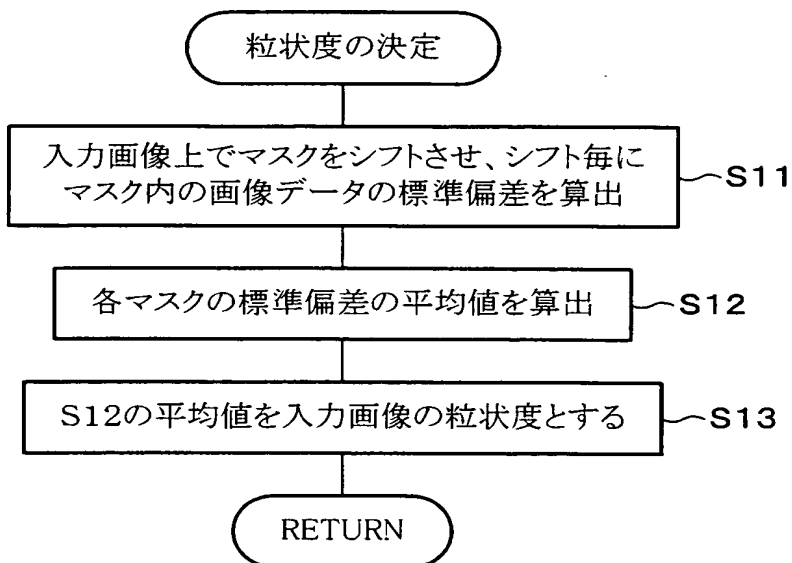 粒状度の決定
入力画像上でマスクをシフトさせ、シフト毎に
マスク内の画像データの標準偏差を算出
S11
各マスクの標準偏差の平均値を算出
S12
S12の平均値を入力画像の粒状度とする
S13
RETURN